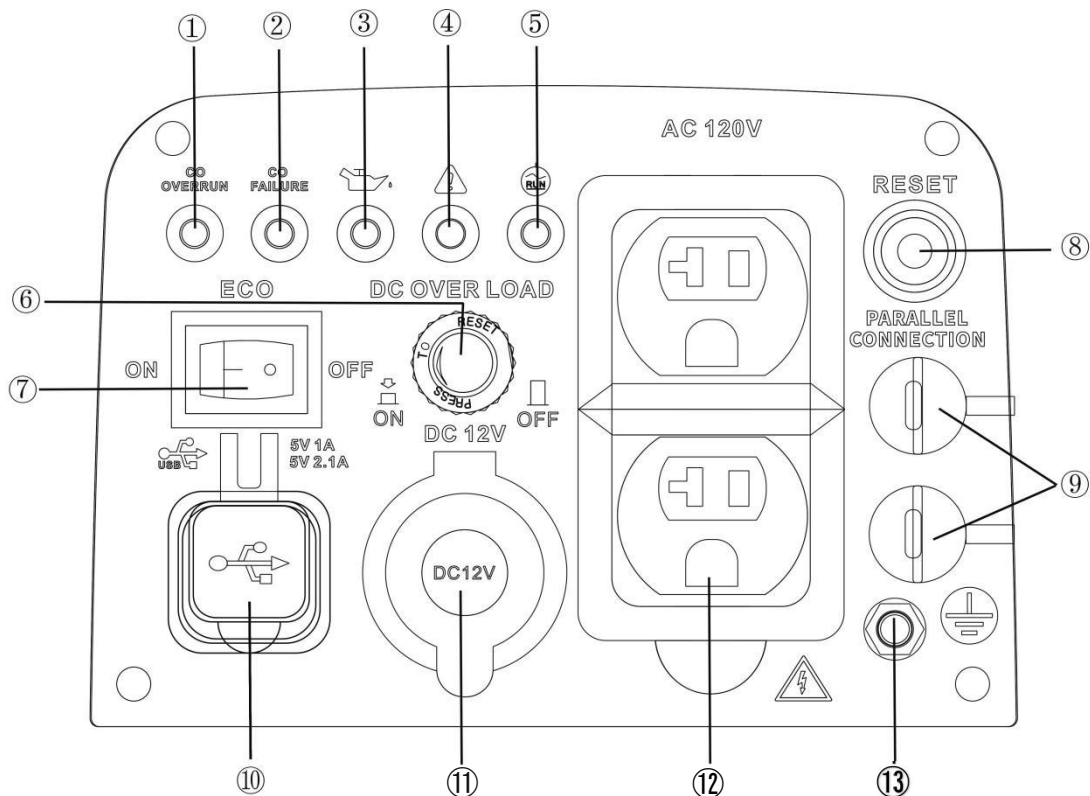 ① ② ③ ④ ⑤
AC 120V
CO
OVERRUN
CO
FAILURE
RUN
RESET
⑧
ECO
DC OVER LOAD
⑥
PRESS TO RESET
PARALLEL
CONNECTION
ON
OFF
⑦
ON
OFF
DC 12V
USB
5V 1A
5V 2.1A
⑨
DC12V
⑩ ⑪ ⑫ ⑬